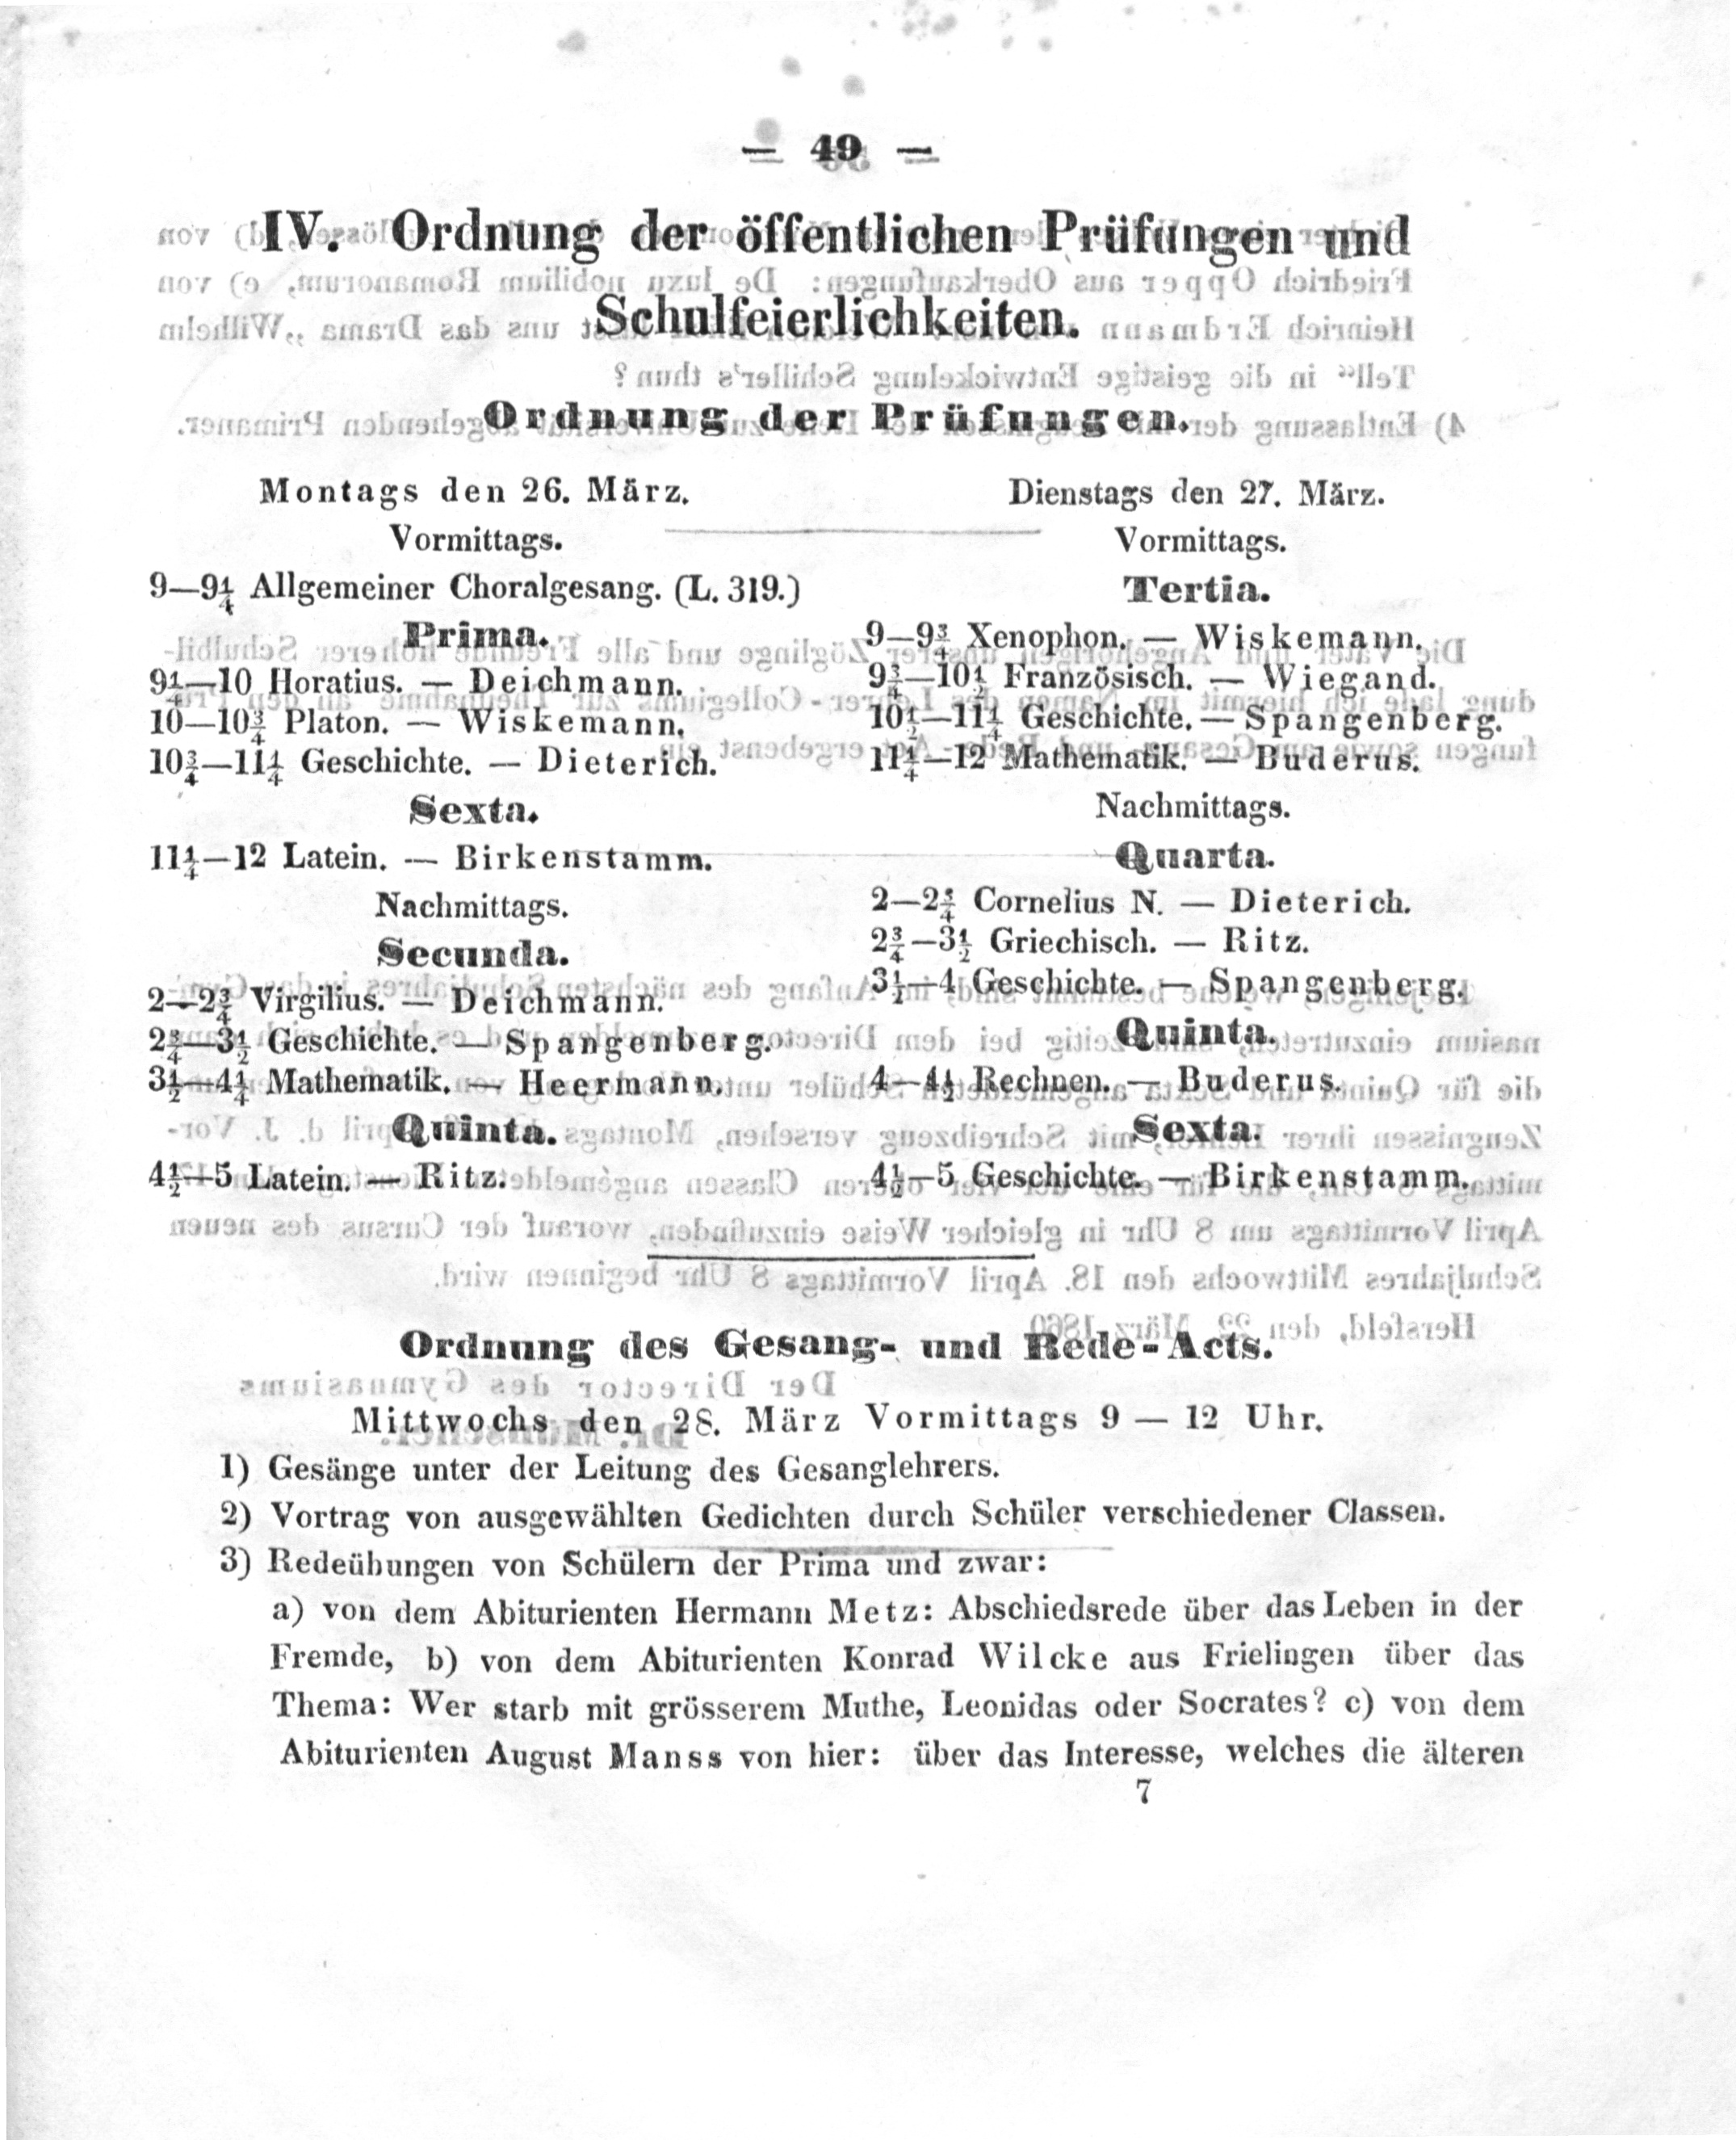 — 49 —
IV. Ordnung der öffentlichen Prüfungen und
Schulfeierlichkeiten.
Ordnung der Prüfungen.
Montags den 26. März.
Vormittags.
9—9¼ Allgemeiner Choralgesang. (L. 319.)
Prima.
9¼—10 Horatius. — Deichmann.
10—10¾ Platon. — Wiskemann.
10¾—11¼ Geschichte. — Dieterich.
Sexta.
11¼—12 Latein. — Birkenstamm.
Nachmittags.
Secunda.
2—2¾ Virgilius. — Deichmann.
2¾—3½ Geschichte. — Spangenberg.
3½—4¼ Mathematik. — Heermann.
Quinta.
4½—5 Latein. — Ritz.
Dienstags den 27. März.
Vormittags.
Tertia.
9—9¾ Xenophon. — Wiskemann.
9¾—10½ Französisch. — Wiegand.
10½—11¼ Geschichte. — Spangenberg.
11¼—12 Mathematik. — Buderus.
Nachmittags.
Quarta.
2—2¾ Cornelius N. — Dieterich.
2¾—3½ Griechisch. — Ritz.
3½—4 Geschichte. — Spangenberg.
Quinta.
4—4½ Rechnen. — Buderus.
Sexta.
4½—5 Geschichte. — Birkenstamm.
Ordnung des Gesang- und Rede-Acts.
Mittwochs den 28. März Vormittags 9 — 12 Uhr.
1) Gesänge unter der Leitung des Gesanglehrers.
2) Vortrag von ausgewählten Gedichten durch Schüler verschiedener Classen.
3) Redeübungen von Schülern der Prima und zwar:
a) von dem Abiturienten Hermann Metz: Abschiedsrede über das Leben in der
Fremde, b) von dem Abiturienten Konrad Wilcke aus Frielingen über das
Thema: Wer starb mit grösserem Muthe, Leonidas oder Socrates? c) von dem
Abiturienten August Manss von hier: über das Interesse, welches die älteren
7